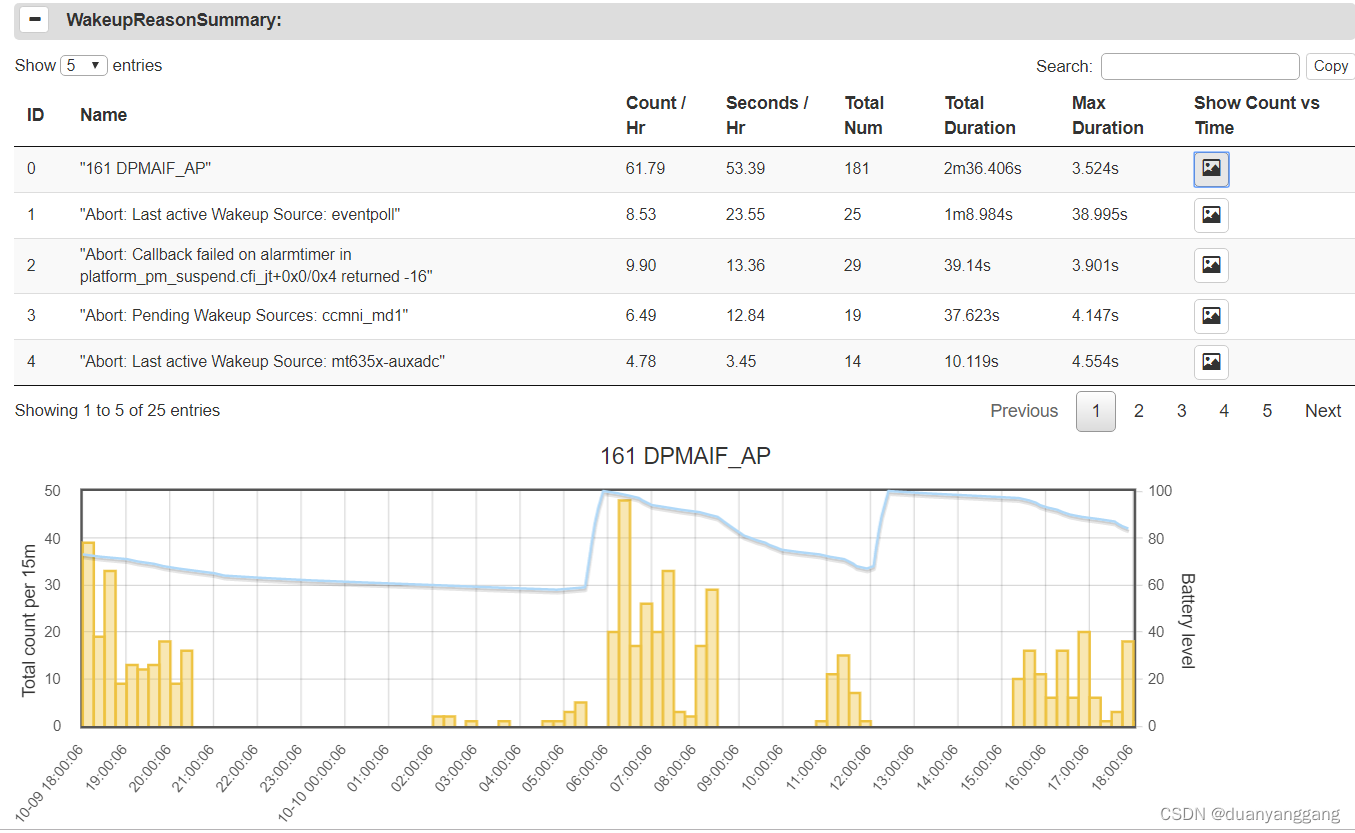 WakeupReasonSummary:
Show 5 entries
Search:
Copy
ID Name Count / Hr Seconds / Hr Total Num Total Duration Max Duration Show Count vs Time
0 "161 DPMAIF_AP" 61.79 53.39 181 2m36.406s 3.524s
1 "Abort: Last active Wakeup Source: eventpoll" 8.53 23.55 25 1m8.984s 38.995s
2 "Abort: Callback failed on alarmtimer in
platform_pm_suspend.cfi_jt+0x0/0x4 returned -16" 9.90 13.36 29 39.14s 3.901s
3 "Abort: Pending Wakeup Sources: ccmni_md1" 6.49 12.84 19 37.623s 4.147s
4 "Abort: Last active Wakeup Source: mt635x-auxadc" 4.78 3.45 14 10.119s 4.554s
Showing 1 to 5 of 25 entries
Previous 1 2 3 4 5 Next
161 DPMAIF_AP
Total count per 15m
50
40
30
20
10
0
100
80
60
40
20
0
Battery level
10-09 18:00:06
19:00:06
20:00:06
21:00:06
22:00:06
23:00:06
10-10 00:00:06
01:00:06
02:00:06
03:00:06
04:00:06
05:00:06
06:00:06
07:00:06
08:00:06
09:00:06
10:00:06
11:00:06
12:00:06
13:00:06
14:00:06
15:00:06
16:00:06
17:00:06
18:00:06
CSDN @duanyanggang